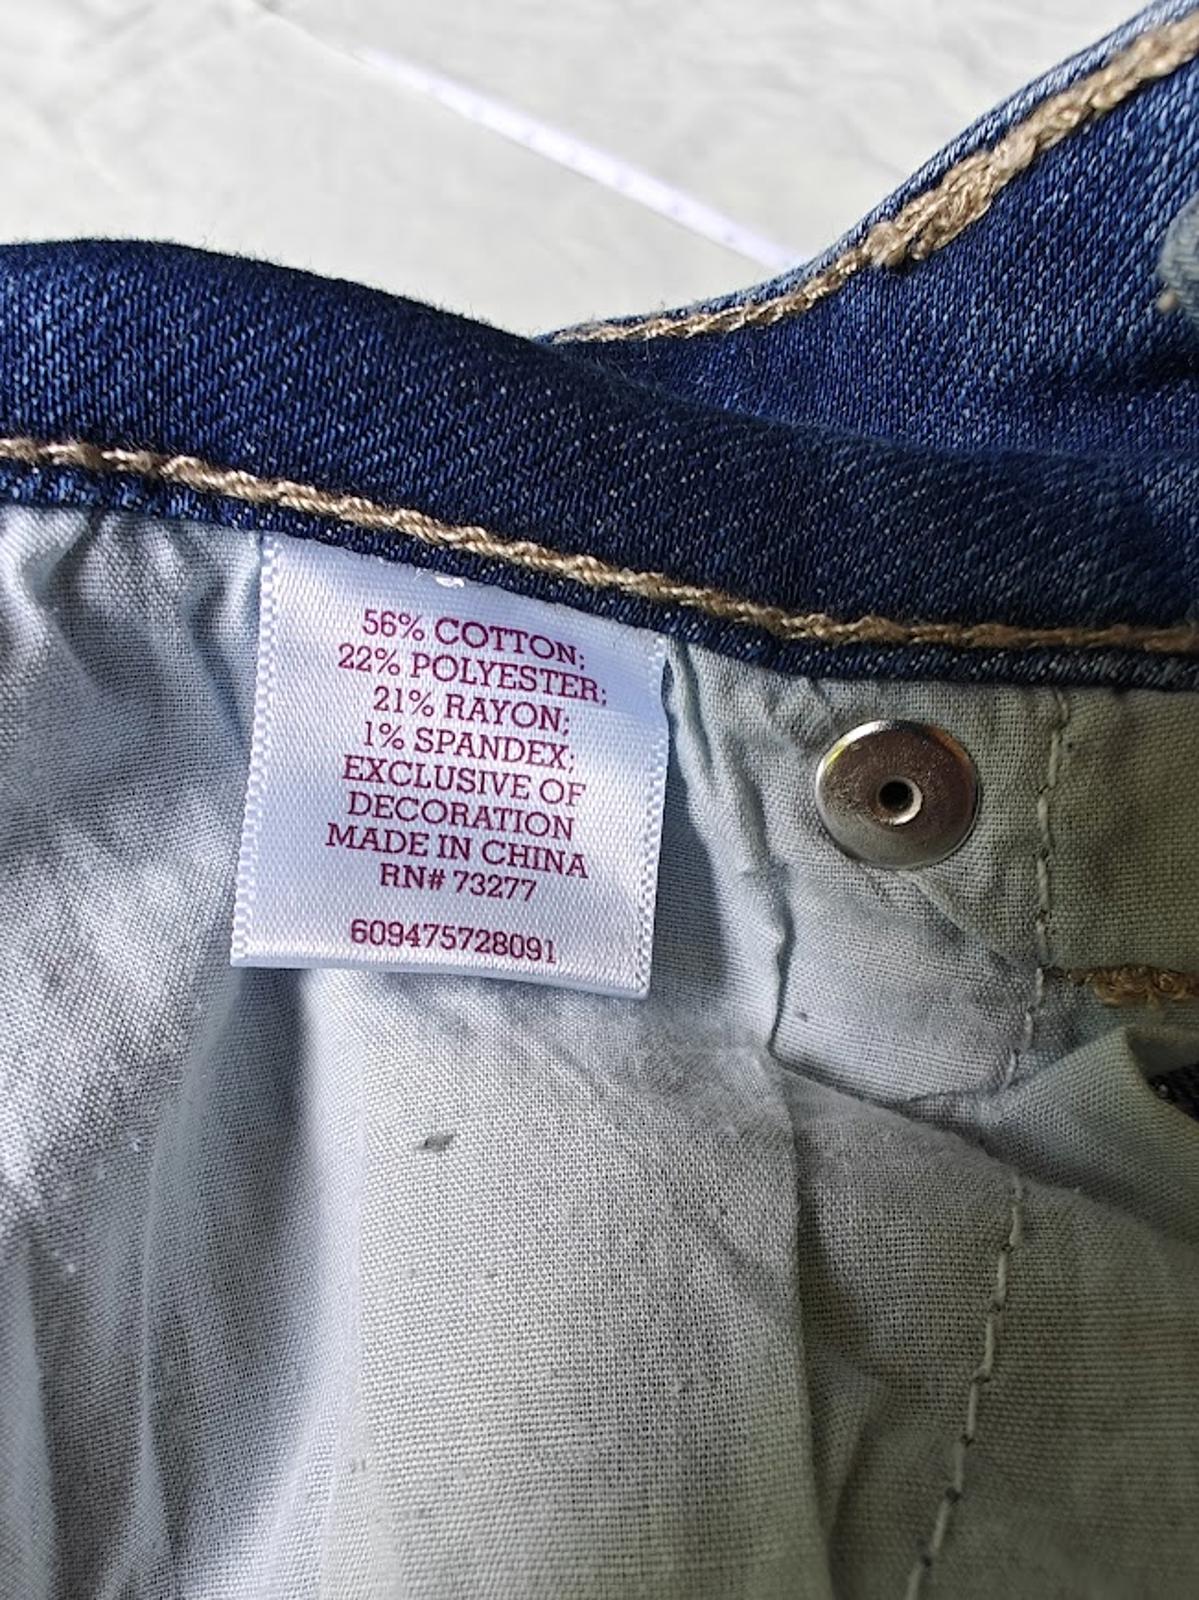 56% COTTON;
22% POLYESTER;
21% RAYON;
1% SPANDEX;
EXCLUSIVE OF
DECORATION
MADE IN CHINA
RN# 73277
609475728091